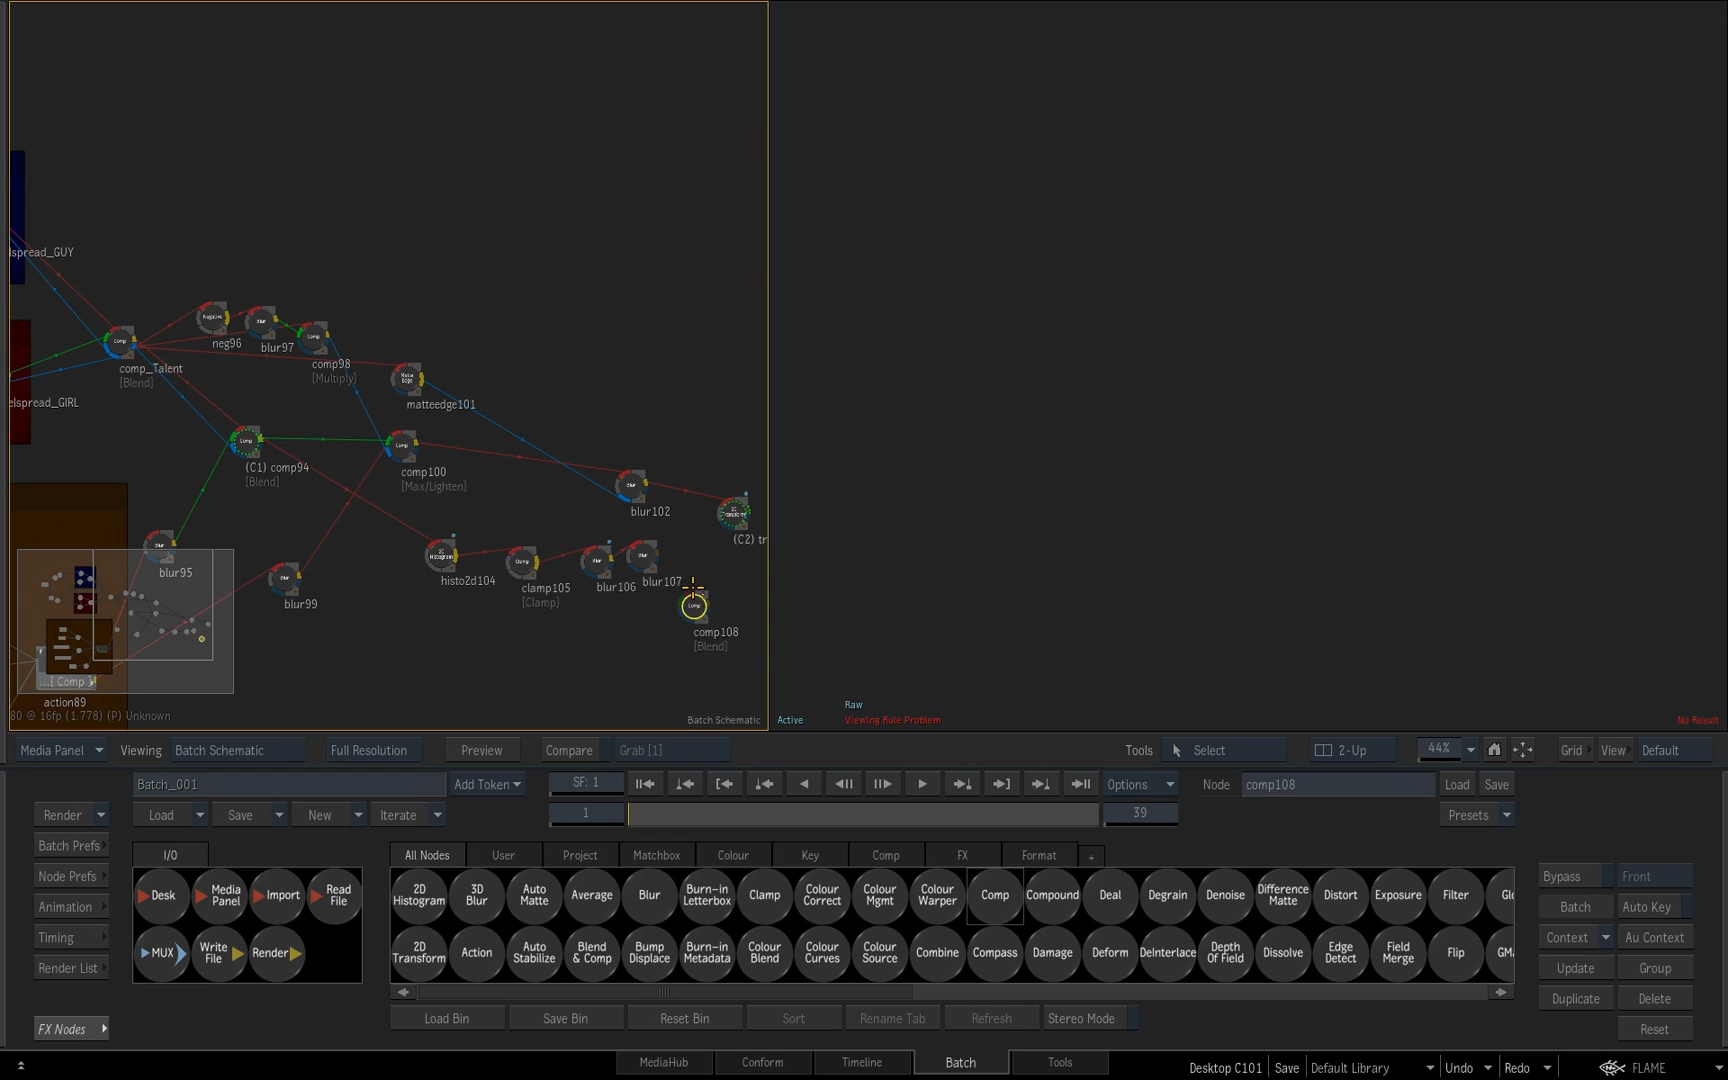 lspread_GUY
neg96
blur97
comp98
[Multiply]
comp_Talent
[Blend]
matteedge101
elspread_GIRL
(C1) comp94
[Blend]
comp100
[Max/Lighten]
blur102
(C2) tr
blur95
blur99
histo2d104
clamp105
[Clamp]
blur106
blur107
comp108
[Blend]
...[ Comp ]
action89
80 @ 16fp (1.778) (P) Unknown
Batch Schematic
Active
Raw
Viewing Rule Problem
No Result
Media Panel
Viewing
Batch Schematic
Full Resolution
Preview
Compare
Grab [1]
Tools
Select
2-Up
44%
Grid
View
Default
Batch_001
Add Token
SF: 1
Options
Node
comp108
Load
Save
Render
Load
Save
New
Iterate
1
39
Presets
Batch Prefs
Node Prefs
Animation
Timing
Render List
FX Nodes
I/O
Desk
Media Panel
Import
Read File
MUX
Write File
Render
All Nodes
User
Project
Matchbox
Colour
Key
Comp
FX
Format
+
2D Histogram
3D Blur
Auto Matte
Average
Blur
Burn-in Letterbox
Clamp
Colour Correct
Colour Mgmt
Colour Warper
Comp
Compound
Deal
Degrain
Denoise
Difference Matte
Distort
Exposure
Filter
Glo
2D Transform
Action
Auto Stabilize
Blend & Comp
Bump Displace
Burn-in Metadata
Colour Blend
Colour Curves
Colour Source
Combine
Compass
Damage
Deform
DeInterlace
Depth Of Field
Dissolve
Edge Detect
Field Merge
Flip
GM
Load Bin
Save Bin
Reset Bin
Sort
Rename Tab
Refresh
Stereo Mode
Bypass
Front
Batch
Auto Key
Context
Au Context
Update
Group
Duplicate
Delete
Reset
MediaHub
Conform
Timeline
Batch
Tools
Desktop C101
Save
Default Library
Undo
Redo
FLAME